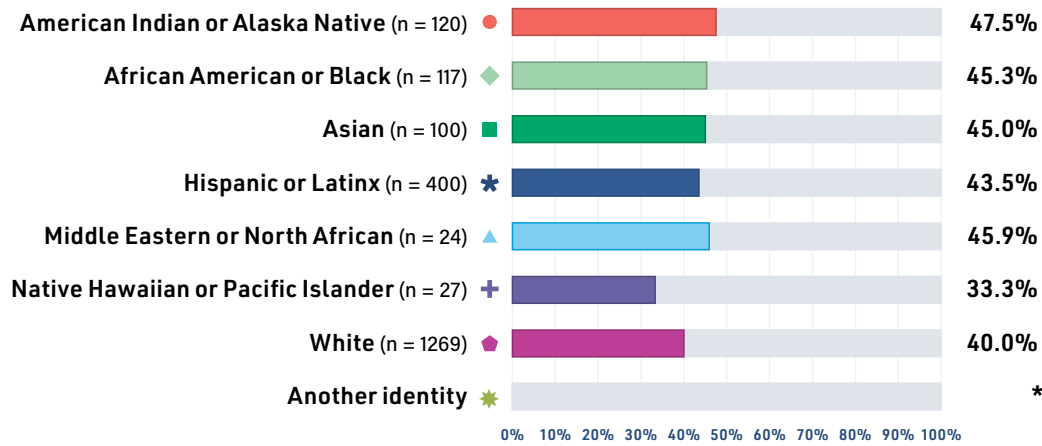 American Indian or Alaska Native (n = 120) 47.5%
African American or Black (n = 117) 45.3%
Asian (n = 100) 45.0%
Hispanic or Latinx (n = 400) 43.5%
Middle Eastern or North African (n = 24) 45.9%
Native Hawaiian or Pacific Islander (n = 27) 33.3%
White (n = 1269) 40.0%
Another identity *
0% 10% 20% 30% 40% 50% 60% 70% 80% 90% 100%